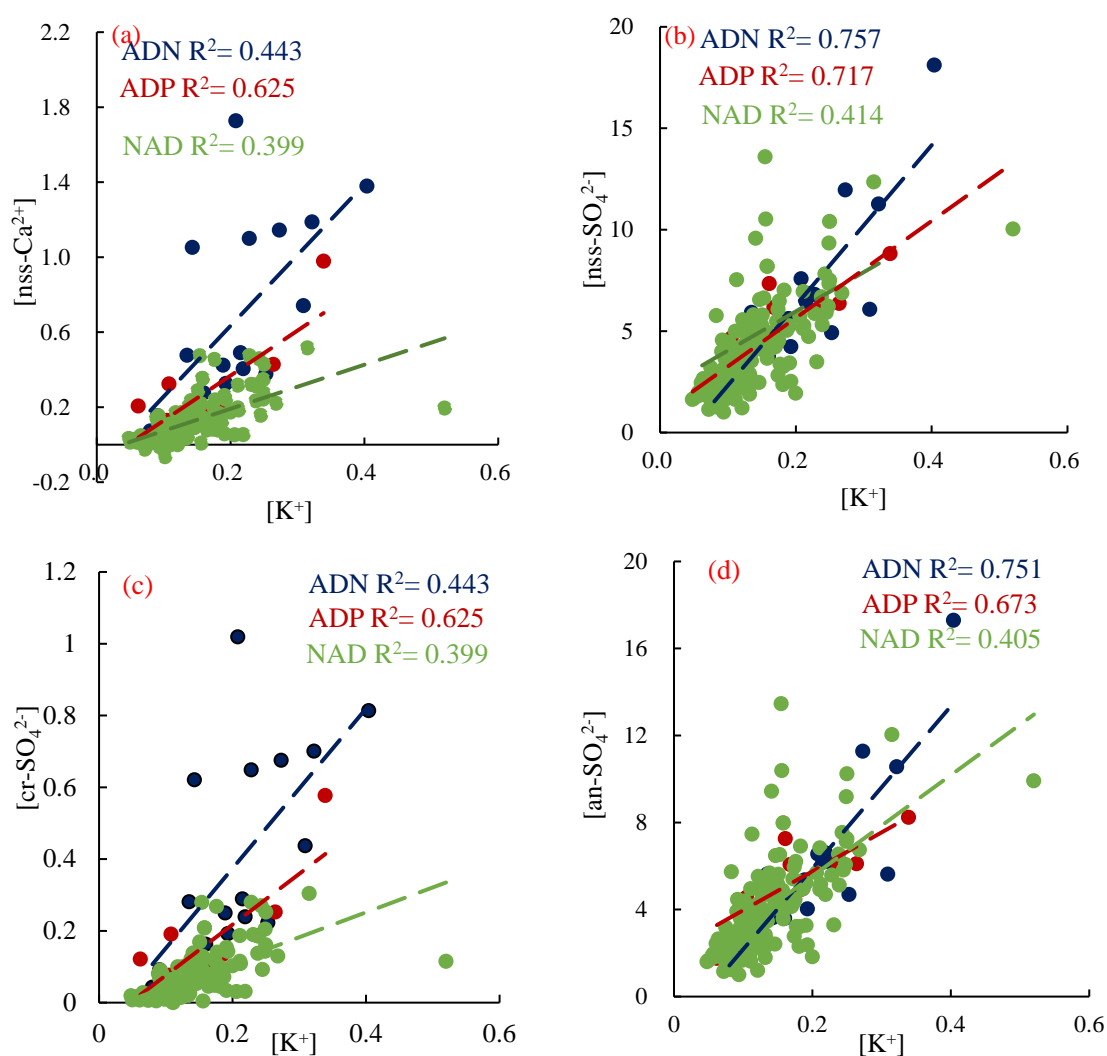 (a)
ADN R²= 0.443
ADP R²= 0.625
NAD R²= 0.399
1.2
1.8
1.4
1.0
0.6
0.2
-0.2
[nss-Ca²⁺]
0.0
0.2
0.4
0.6
[K⁺]
(b)
ADN R²= 0.757
ADP R²= 0.717
NAD R²= 0.414
20
15
10
5
0
[nss-SO₄²⁻]
0.0
0.2
0.4
0.6
[K⁺]
(c)
ADN R²= 0.443
ADP R²= 0.625
NAD R²= 0.399
1.2
1
0.8
0.6
0.4
0.2
0
[cr-SO₄²⁻]
0
0.2
0.4
0.6
[K⁺]
(d)
ADN R²= 0.751
ADP R²= 0.673
NAD R²= 0.405
20
16
12
8
4
0
[an-SO₄²⁻]
0.0
0.2
0.4
0.6
[K⁺]